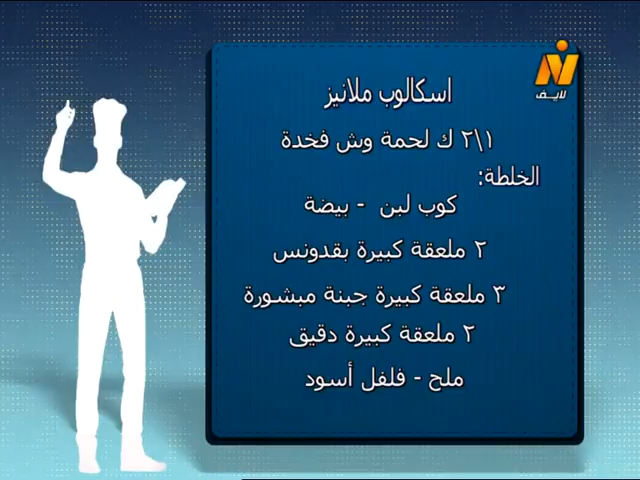 لايف
اسكالوب ملانيز
١\٢ ك لحمة وش فخدة
الخلطة:
كوب لبن - بيضة
٢ ملعقة كبيرة بقدونس
٣ ملعقة كبيرة جبنة مبشورة
٢ ملعقة كبيرة دقيق
ملح - فلفل أسود